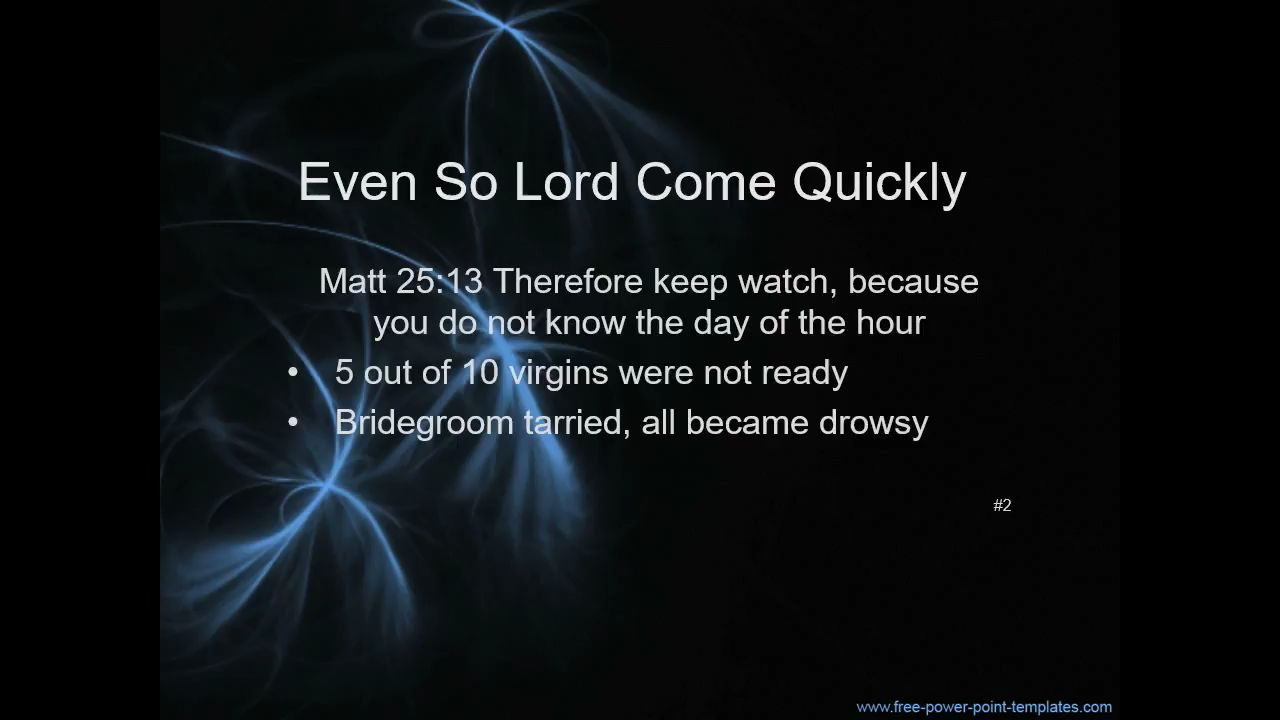 Even So Lord Come Quickly
Matt 25:13 Therefore keep watch, because
you do not know the day of the hour
• 5 out of 10 virgins were not ready
• Bridegroom tarried, all became drowsy
#2
www.free-power-point-templates.com